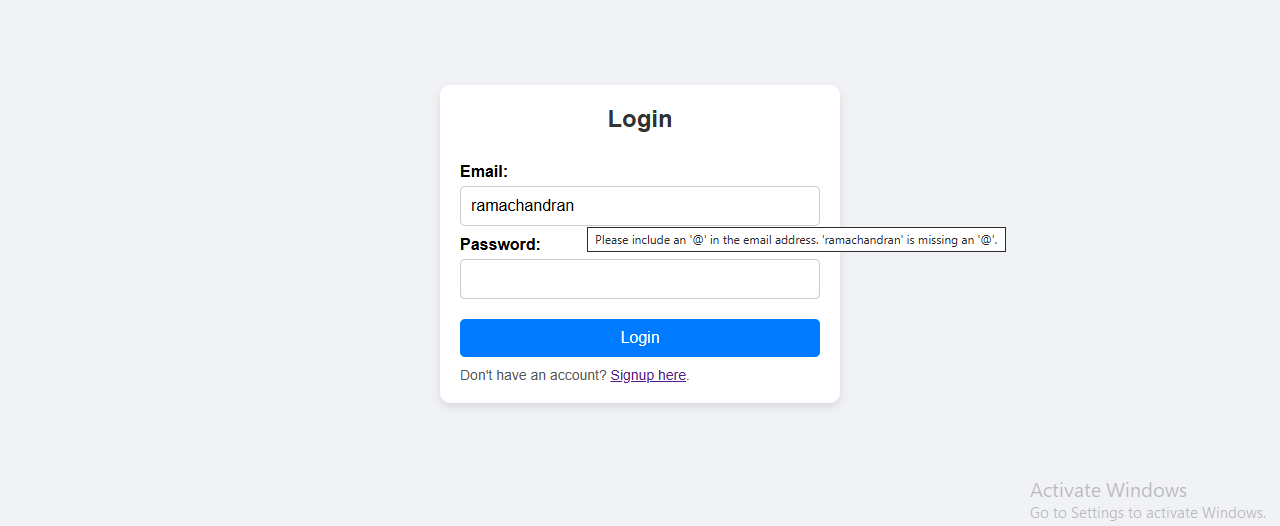 Login
Email:
ramachandran
Please include an '@' in the email address. 'ramachandran' is missing an '@'.
Password:
Login
Don't have an account? Signup here.
Activate Windows
Go to Settings to activate Windows.